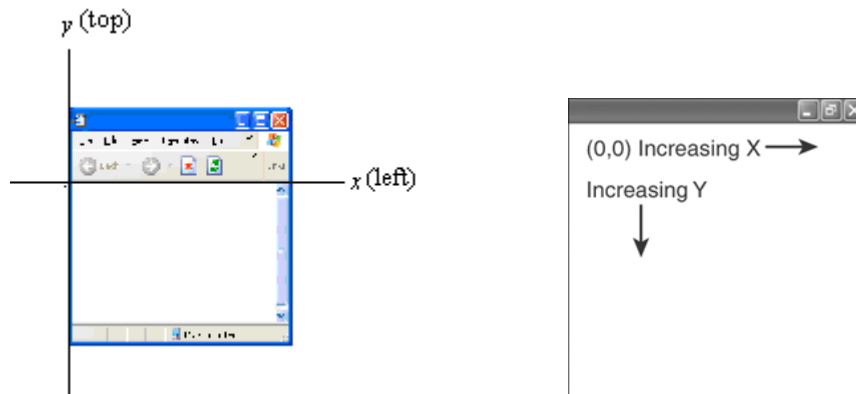 y (top)
x (left)
(0,0) Increasing X
Increasing Y